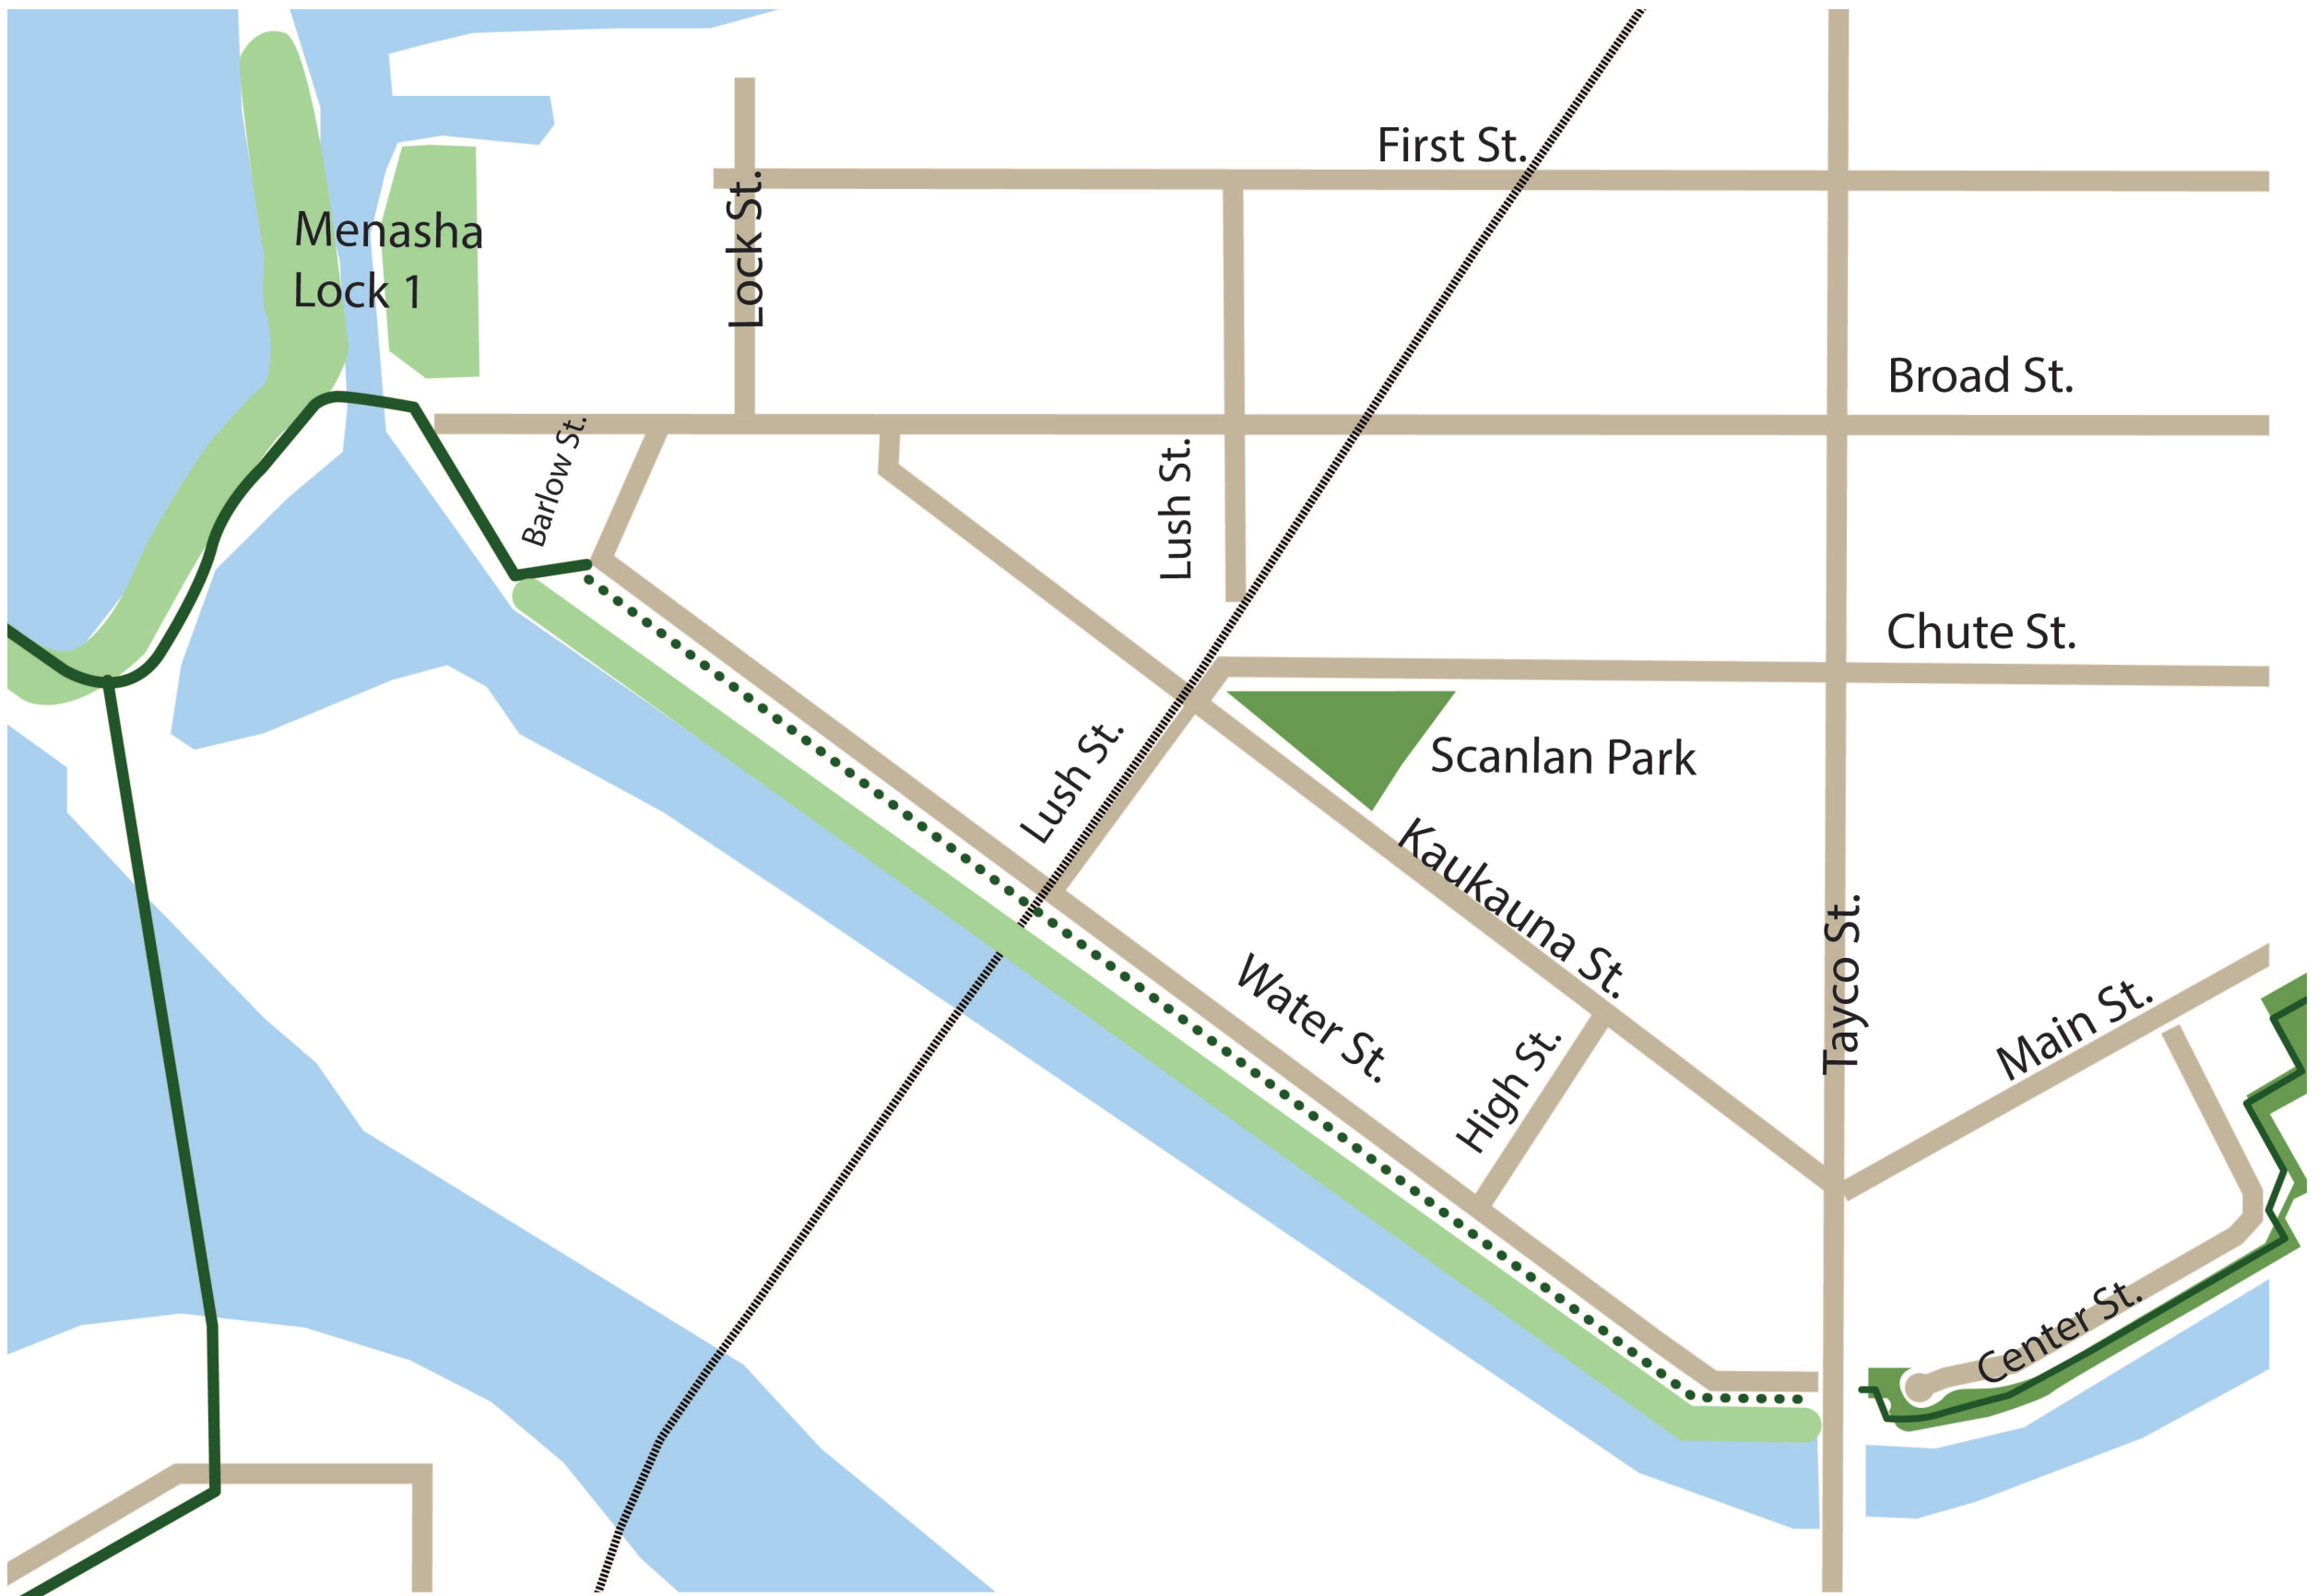 First St.
Menasha
Lock 1
Lock St.
Broad St.
Barlow St.
Lush St.
Chute St.
Lush St.
Scanlan Park
Kaukauna St.
Tayco St.
Water St.
Main St.
High St.
Center St.